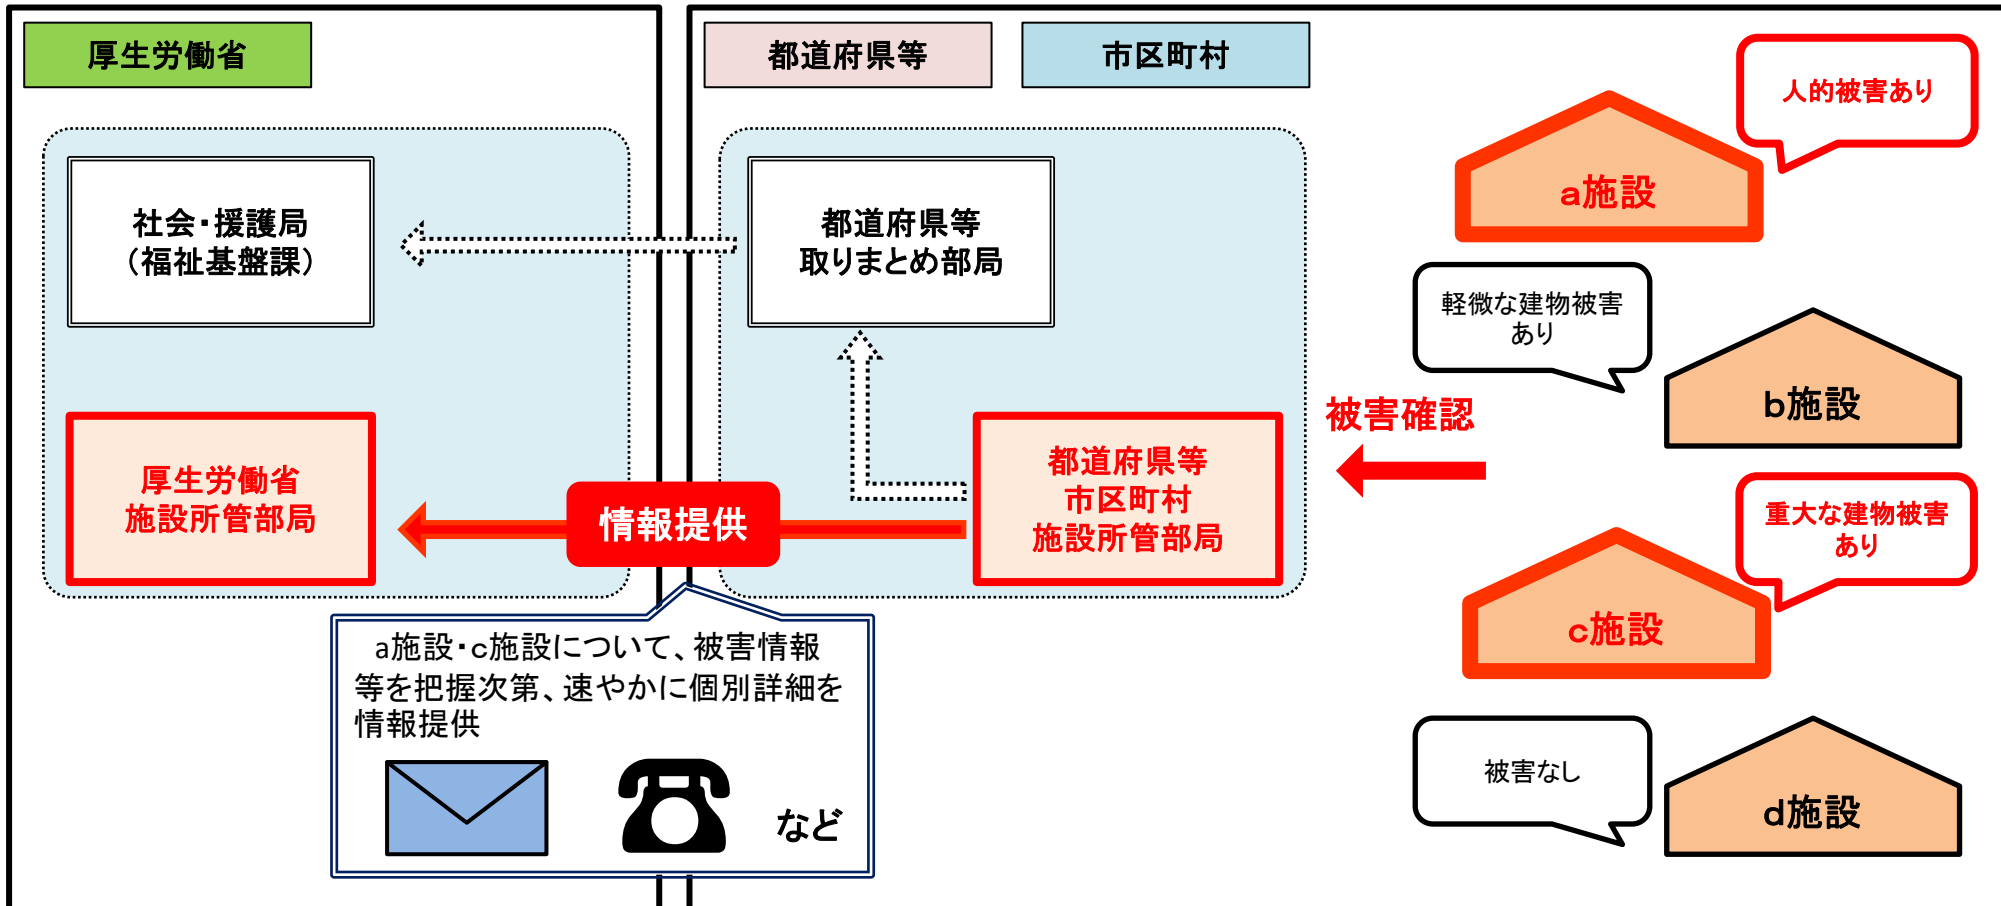 厚生労働省
都道府県等
市区町村
人的被害あり
a施設
社会・援護局
（福祉基盤課）
都道府県等
取りまとめ部局
軽微な建物被害
あり
b施設
被害確認
厚生労働省
施設所管部局
情報提供
都道府県等
市区町村
施設所管部局
重大な建物被害
あり
c施設
a施設・c施設について、被害情報
等を把握次第、速やかに個別詳細を
情報提供
など
被害なし
d施設